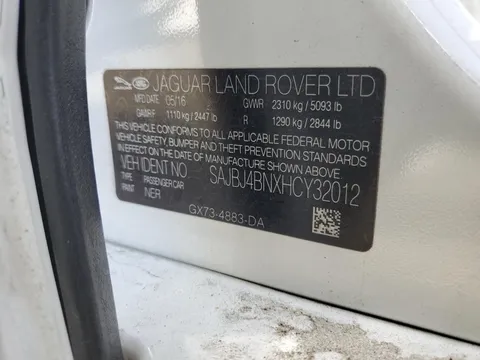 JAGUAR LAND ROVER LTD
MFD DATE 05/16 GVWR 2310 kg / 5093 lb
GAWR F 1110 kg / 2447 lb R 1290 kg / 2844 lb
THIS VEHICLE CONFORMS TO ALL APPLICABLE FEDERAL MOTOR
VEHICLE SAFETY, BUMPER AND THEFT PREVENTION STANDARDS
IN EFFECT ON THE DATE OF MANUFACTURE SHOWN ABOVE
VEH IDENT NO SAJBJ4BNXHCY32012
TYPE PASSENGER CAR
PAINT NER
GX73-4883-DA